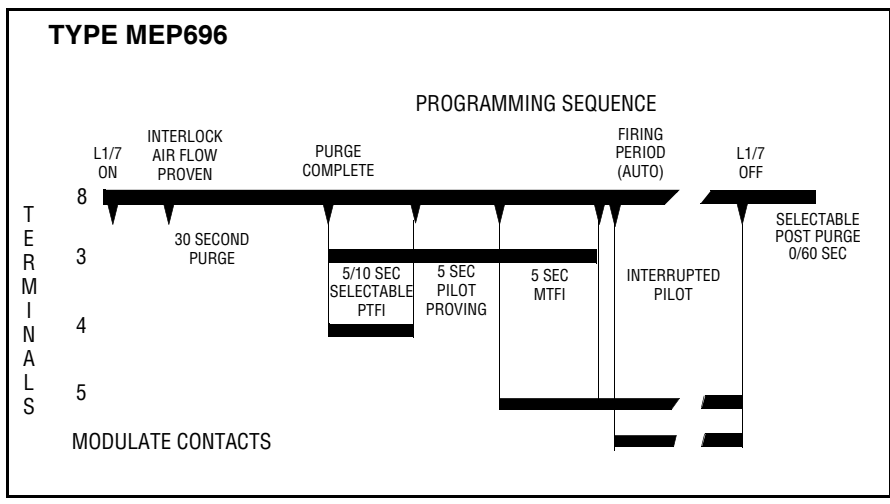 TYPE MEP696
PROGRAMMING SEQUENCE
L1/7
ON
INTERLOCK
AIR FLOW
PROVEN
PURGE
COMPLETE
FIRING
PERIOD
(AUTO)
L1/7
OFF
TERMINALS
8
30 SECOND
PURGE
SELECTABLE
POST PURGE
0/60 SEC
3
5/10 SEC
SELECTABLE
PTFI
5 SEC
PILOT
PROVING
5 SEC
MTFI
INTERRUPTED
PILOT
4
5
MODULATE CONTACTS